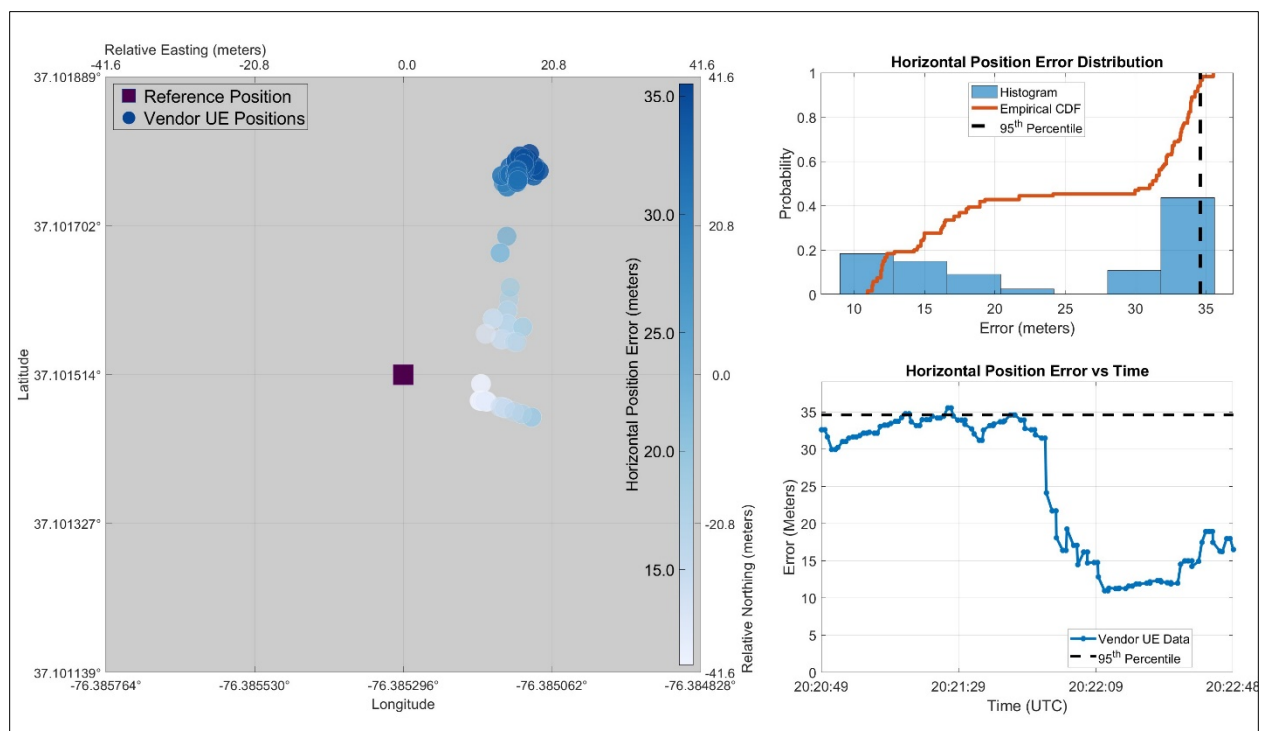 Relative Easting (meters)
-41.6 -20.8 0.0 20.8 41.6
37.101889° 41.6
Reference Position
Vendor UE Positions
35.0
30.0
37.101702° 20.8
25.0
Latitude
Horizontal Position Error (meters)
37.101514° 0.0
20.0
37.101327° -20.8
15.0
Relative Northing (meters)
37.101139° -41.6
-76.385764° -76.385530° -76.385296° -76.385062° -76.384828°
Longitude
Horizontal Position Error Distribution
Histogram
Empirical CDF
95th Percentile
1
0.8
0.6
0.4
0.2
0
Probability
10 15 20 25 30 35
Error (meters)
Horizontal Position Error vs Time
35
30
25
20
15
10
5
0
Error (Meters)
Vendor UE Data
95th Percentile
20:20:49 20:21:29 20:22:09 20:22:48
Time (UTC)